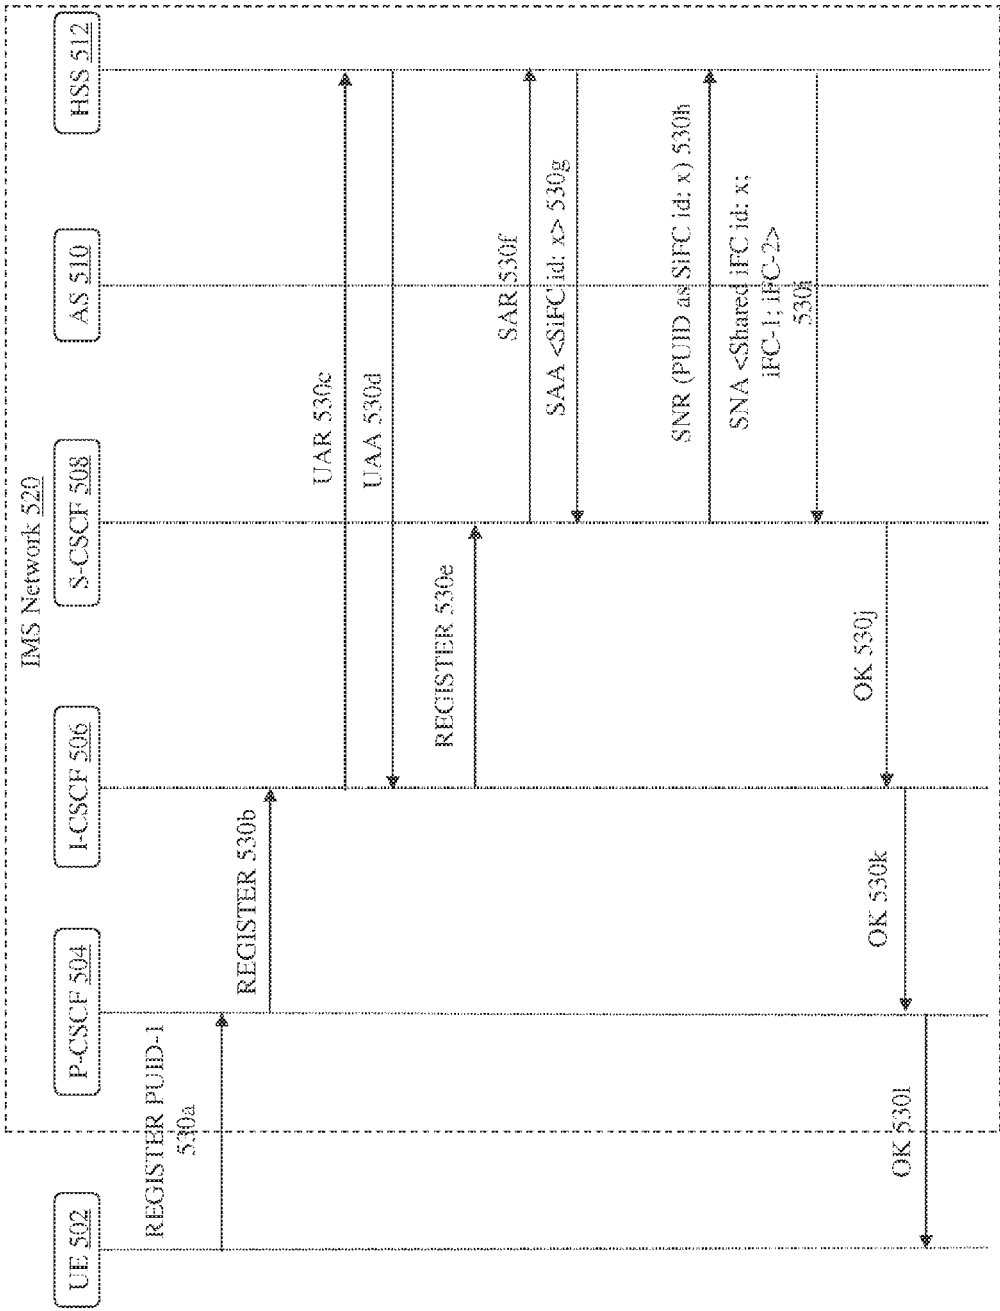 IMS Network 520
UE 502
P-CSCF 504
I-CSCF 506
S-CSCF 508
AS 510
HSS 512
REGISTER PUID-1
530a
REGISTER 530b
UAR 530c
UAA 530d
REGISTER 530e
SAR 530f
SAA <SiFC id: x> 530g
SNR (PUID as SiFC id: x) 530h
SNA <Shared iFC id: x;
iFC-1; iFC-2>
530i
OK 530j
OK 530k
OK 530l